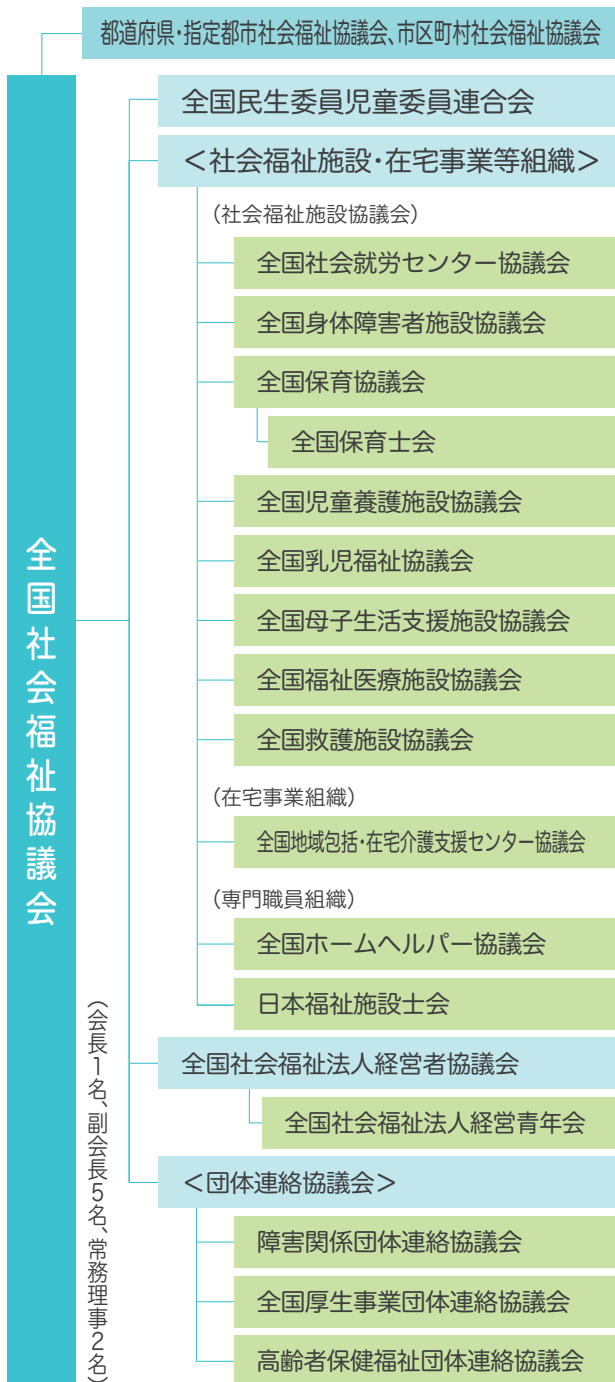 都道府県・指定都市社会福祉協議会、市区町村社会福祉協議会
全国社会福祉協議会
(会長1名、副会長5名、常務理事2名)
全国民生委員児童委員連合会
<社会福祉施設・在宅事業等組織>
(社会福祉施設協議会)
全国社会就労センター協議会
全国身体障害者施設協議会
全国保育協議会
全国保育士会
全国児童養護施設協議会
全国乳児福祉協議会
全国母子生活支援施設協議会
全国福祉医療施設協議会
全国救護施設協議会
(在宅事業組織)
全国地域包括・在宅介護支援センター協議会
(専門職員組織)
全国ホームヘルパー協議会
日本福祉施設士会
全国社会福祉法人経営者協議会
全国社会福祉法人経営青年会
<団体連絡協議会>
障害関係団体連絡協議会
全国厚生事業団体連絡協議会
高齢者保健福祉団体連絡協議会